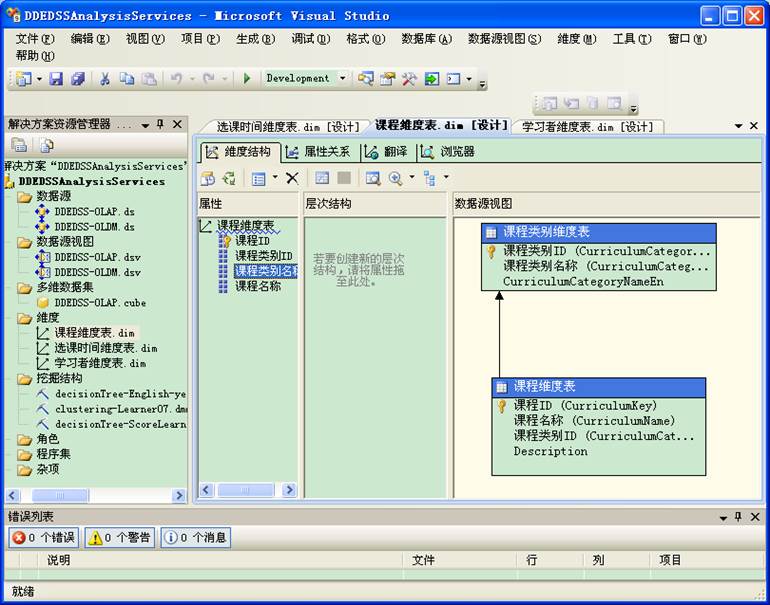 DDEDSSAnalysisServices - Microsoft Visual Studio
文件(F) 编辑(E) 视图(V) 项目(P) 生成(B) 调试(D) 格式(O) 数据库(A) 数据源视图(S) 维度(M) 工具(T) 窗口(W)
帮助(H)
Development
解决方案资源管理器 ...
解决方案“DDEDSSAnalysisServices”
DDEDSSAnalysisServices
数据源
DDEDSS-OLAP.ds
DDEDSS-OLDM.ds
数据源视图
DDEDSS-OLAP.dsv
DDEDSS-OLDM.dsv
多维数据集
DDEDSS-OLAP.cube
维度
课程维度表.dim
选课时间维度表.dim
学习者维度表.dim
挖掘结构
decisionTree-English-ye
clustering-Learner07.dm
decisionTree-ScoreLearn
角色
程序集
杂项
选课时间维度表.dim [设计] 课程维度表.dim [设计] 学习者维度表.dim [设计]
维度结构 属性关系 翻译 浏览器
属性
课程维度表
课程ID
课程类别ID
课程类别名称
课程名称
层次结构
若要创建新的层次
结构，请将属性拖
至此处。
数据源视图
课程类别维度表
课程类别ID (CurriculumCategor...
课程类别名称 (CurriculumCateg...
CurriculumCategoryNameEn
课程维度表
课程ID (CurriculumKey)
课程名称 (CurriculumName)
课程类别ID (CurriculumCat...
Description
错误列表
0 个错误 0 个警告 0 个消息
说明 文件 行 列 项目
就绪